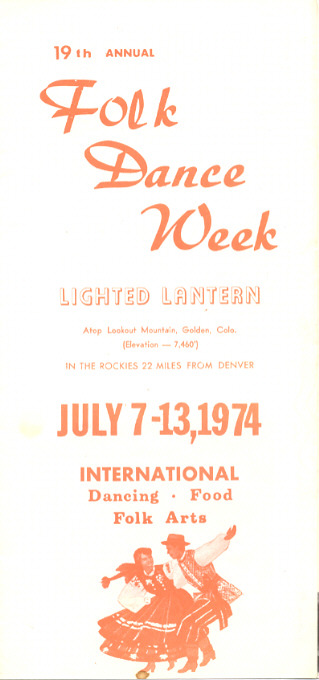 19th ANNUAL
Folk
Dance
Week
LIGHTED LANTERN
Atop Lookout Mountain, Golden, Colo.
(Elevation — 7,460')
IN THE ROCKIES 22 MILES FROM DENVER
JULY 7-13, 1974
INTERNATIONAL
Dancing · Food
Folk Arts